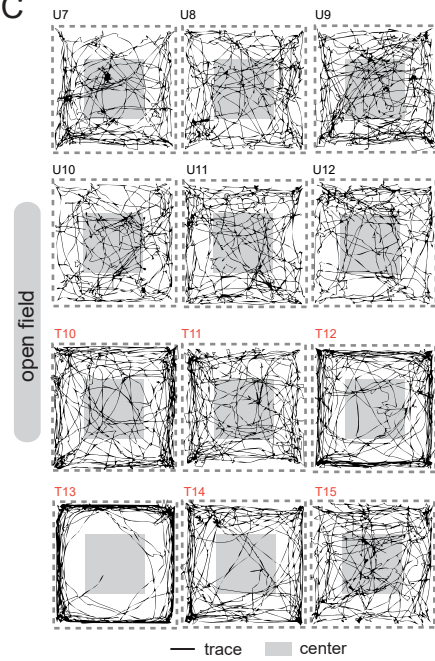 C
U7 U8 U9
U10 U11 U12
open field
T10 T11 T12
T13 T14 T15
trace center